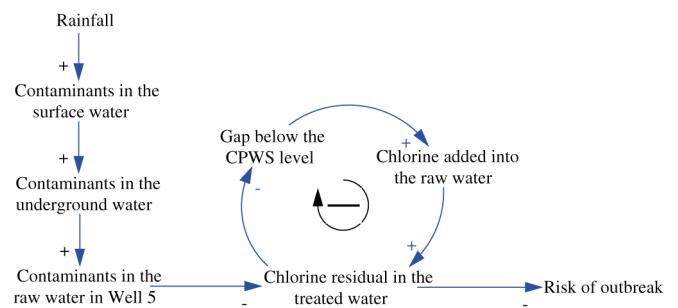 Rainfall
+
Contaminants in the
surface water
+
Contaminants in the
underground water
+
Contaminants in the
raw water in Well 5
-
Gap below the
CPWS level
-
+
Chlorine added into
the raw water
+
Chlorine residual in the
treated water
-
Risk of outbreak